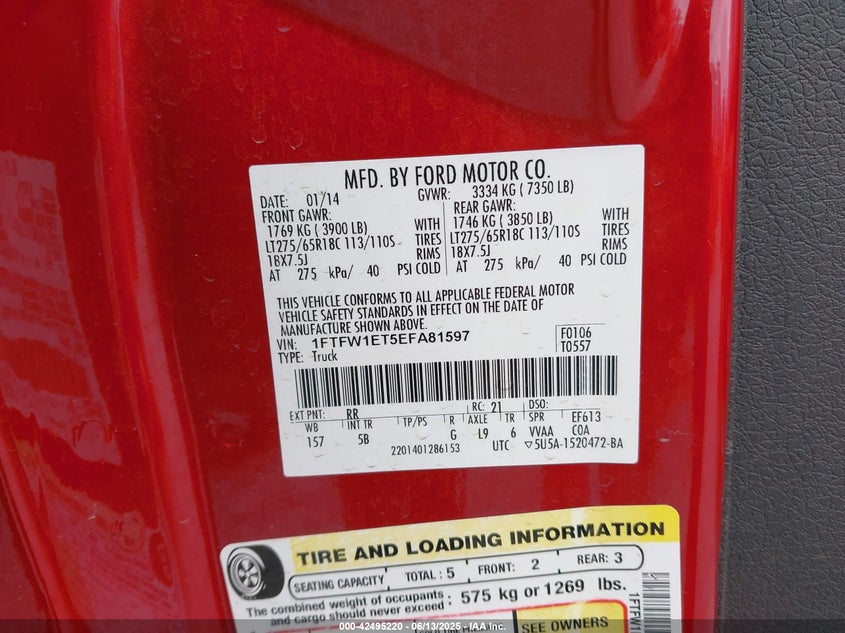 MFD. BY FORD MOTOR CO.
DATE: 01/14 GVWR: 3334 KG ( 7350 LB)
FRONT GAWR: REAR GAWR:
1769 KG ( 3900 LB) WITH 1746 KG ( 3850 LB) WITH
LT275/65R18C 113/110S TIRES LT275/65R18C 113/110S TIRES
18X7.5J RIMS 18X7.5J RIMS
AT 275 kPa/ 40 PSI COLD AT 275 kPa/ 40 PSI COLD
THIS VEHICLE CONFORMS TO ALL APPLICABLE FEDERAL MOTOR
VEHICLE SAFETY STANDARDS IN EFFECT ON THE DATE OF
MANUFACTURE SHOWN ABOVE.
VIN: 1FTFW1ET5EFA81597 F0106
TYPE: Truck T0557
EXT PNT: RR RC: 21 DSO:
WB INT TR TP/PS R AXLE TR SPR EF613
157 5B G L9 6 VVAA COA
2201401286153 UTC ▽5U5A-1520472-BA
TIRE AND LOADING INFORMATION
SEATING CAPACITY TOTAL : 5 FRONT: 2 REAR: 3
The combined weight of occupants and cargo should never exceed : 575 kg or 1269 lbs.
SEE OWNERS
1FTFW1
000-42495220 - 06/13/2025 - IAA Inc.